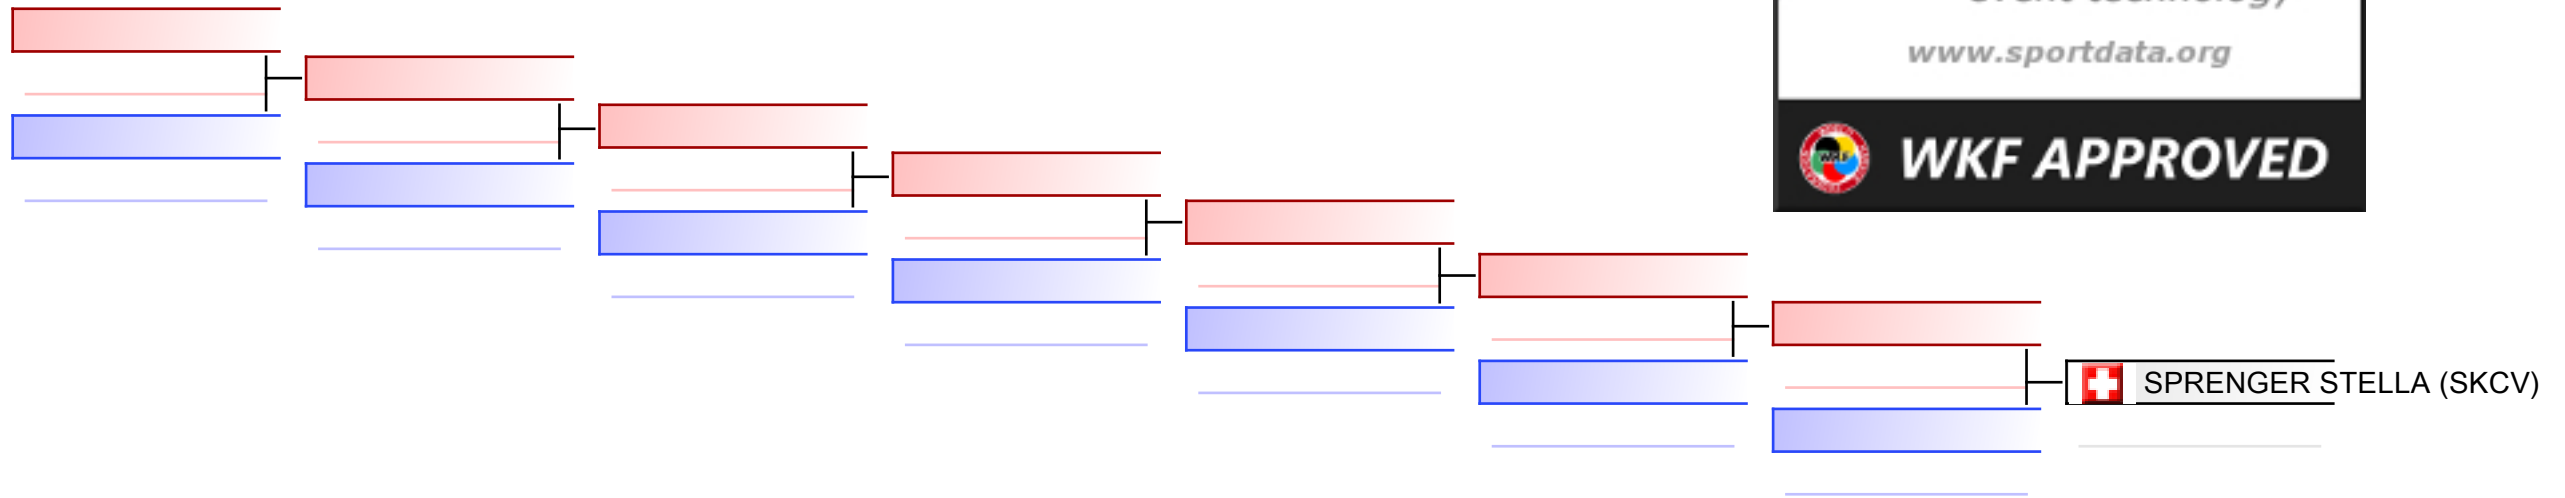 www.sportdata.org
WKF APPROVED
SPRENGER STELLA (SKCV)